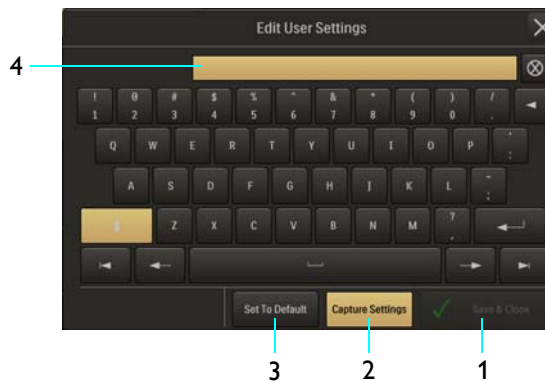 Edit User Settings
4
! @ # $ % ^ & * ( ) /
1 2 3 4 5 6 7 8 9 0 .
Q W E R T Y U I O P :
A S D F G H J K L ;
Z X C V B N M ?
Set To Default Capture Settings Save & Close
3 2 1